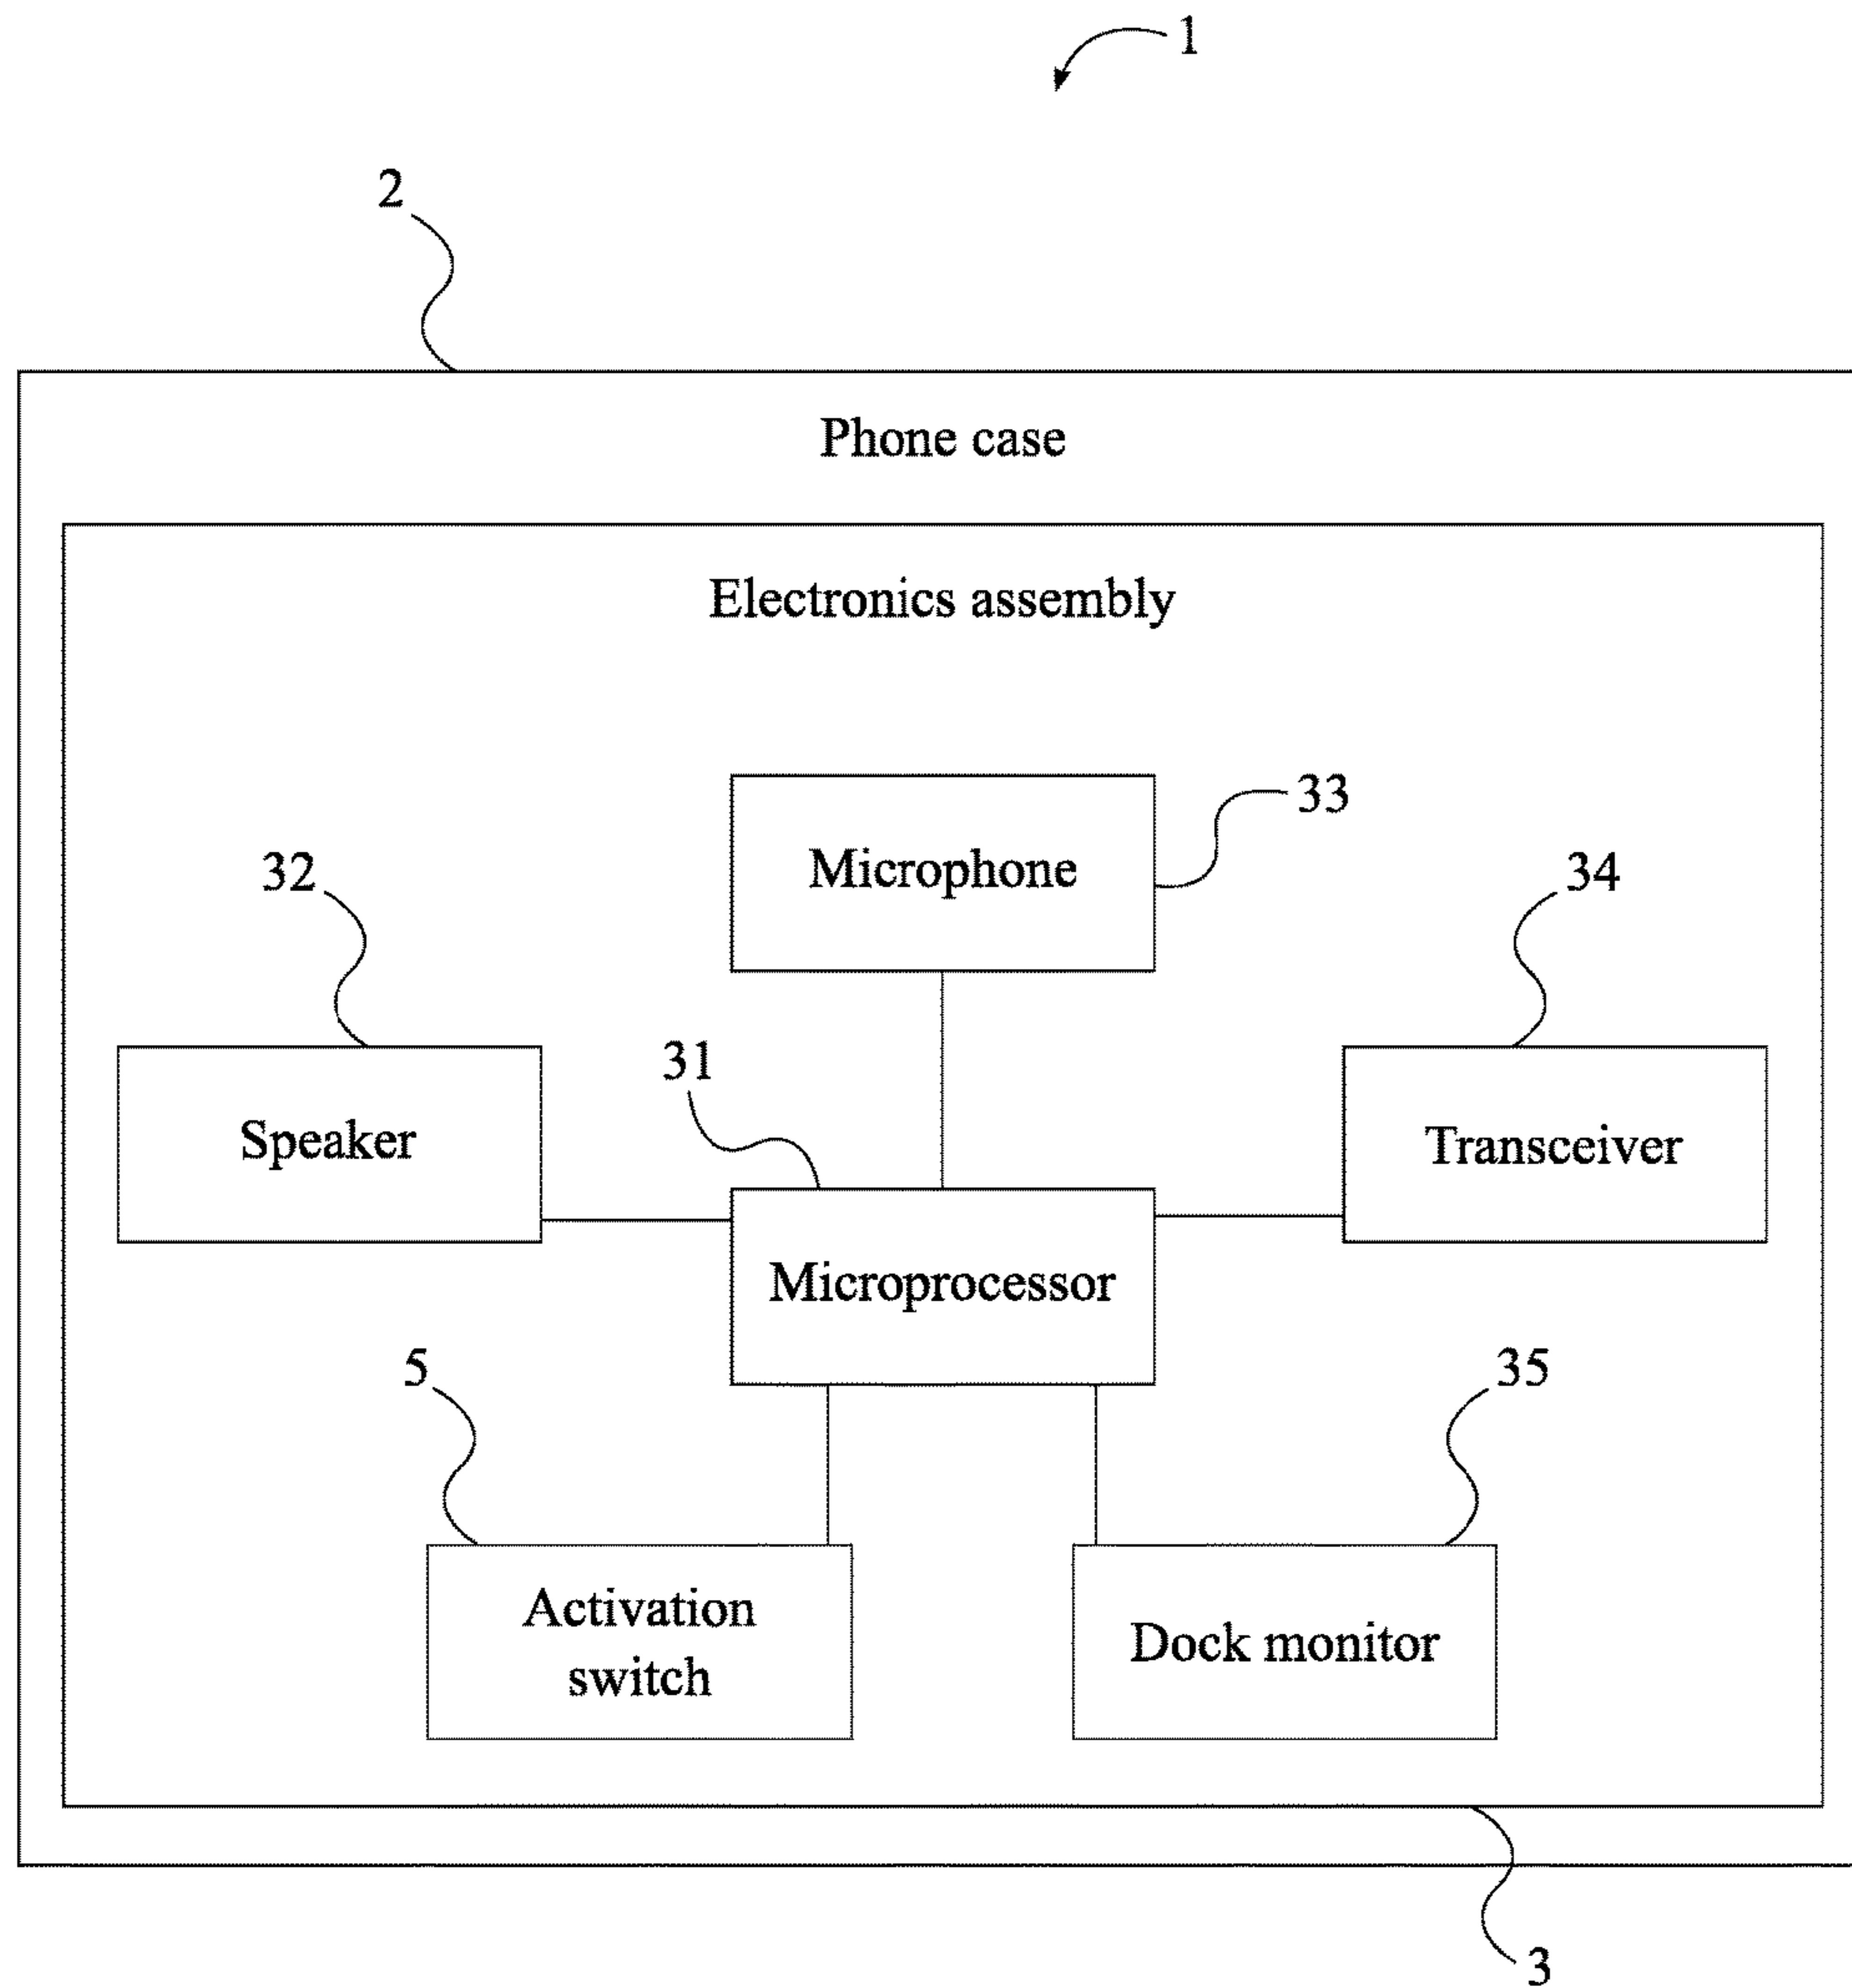 1
2
Phone case
Electronics assembly
33
Microphone
32
34
31
Speaker
Transceiver
Microprocessor
5
35
Activation
switch
Dock monitor
3